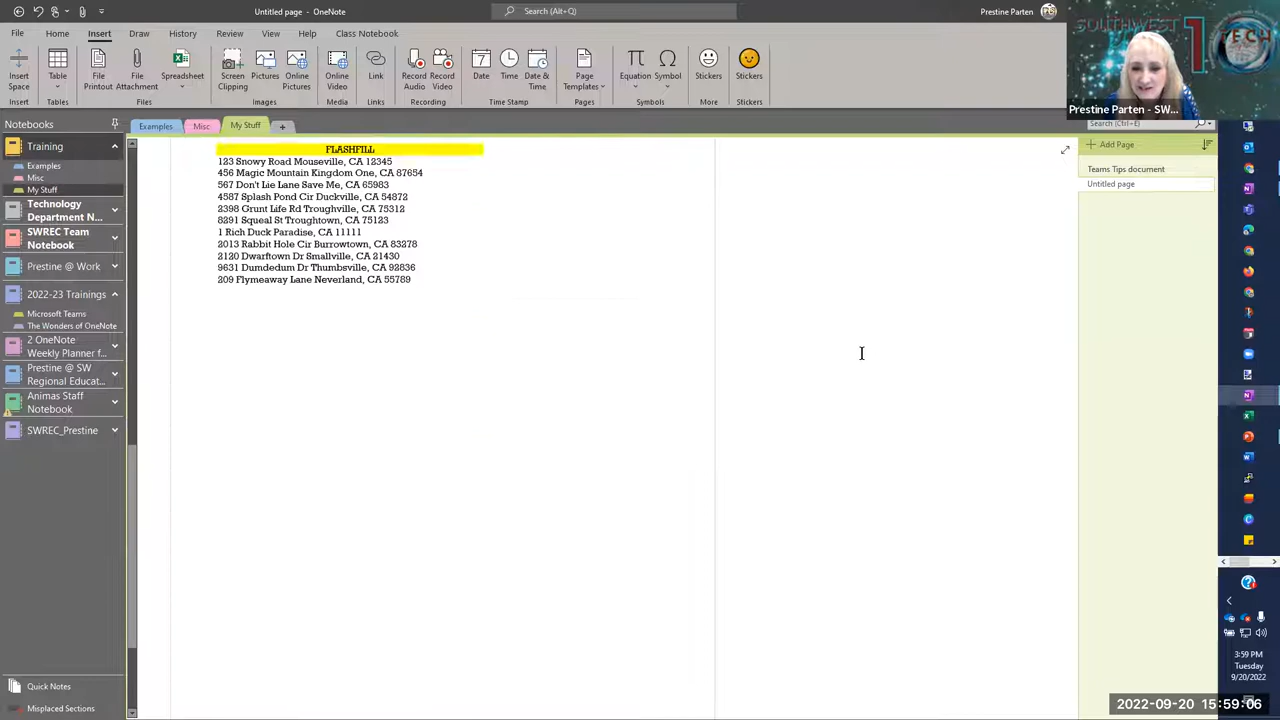 Untitled page - OneNote
Search (Alt+Q)
Prestine Parten
File Home Insert Draw History Review View Help Class Notebook
Insert Space
Table
File Printout
File Attachment
Spreadsheet
Screen Clipping
Pictures
Online Pictures
Online Video
Link
Record Audio
Record Video
Date
Time
Date & Time
Page Templates
Equation
Symbol
Stickers
Stickers
Insert Tables Files Images Media Links Recording Time Stamp Pages Symbols More Stickers
SOUTHWEST 1 TECH
Prestine Parten - SW...
Notebooks
Examples Misc My Stuff +
Search (Ctrl+E)
Training
Examples
Misc
My Stuff
Technology
Department N...
SWREC Team
Notebook
Prestine @ Work
2022-23 Trainings
Microsoft Teams
The Wonders of OneNote
2 OneNote
Weekly Planner f...
Prestine @ SW
Regional Educat...
Animas Staff
Notebook
SWREC_Prestine
Quick Notes
Misplaced Sections
FLASHFILL
123 Snowy Road Mouseville, CA 12345
456 Magic Mountain Kingdom One, CA 87654
567 Don't Lie Lane Save Me, CA 65983
4587 Splash Pond Cir Duckville, CA 54872
2398 Grunt Life Rd Troughville, CA 75312
8291 Squeal St Troughtown, CA 75123
1 Rich Duck Paradise, CA 11111
2013 Rabbit Hole Cir Burrowtown, CA 83278
2120 Dwarftown Dr Smallville, CA 21430
9631 Dumdedum Dr Thumbsville, CA 92836
209 Flymeaway Lane Neverland, CA 55789
Add Page
Teams Tips document
Untitled page
3:59 PM
Tuesday
9/20/2022
2022-09-20 15:59:06